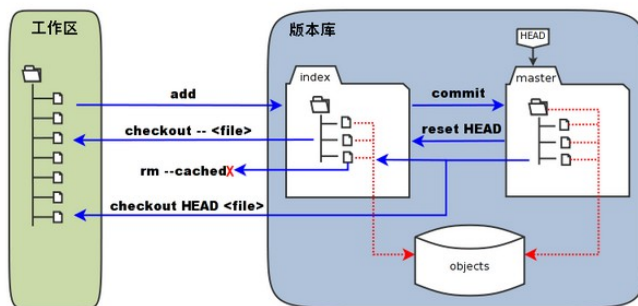 工作区
版本库
HEAD
index
master
add
commit
checkout -- <file>
reset HEAD
rm --cached
X
checkout HEAD <file>
objects